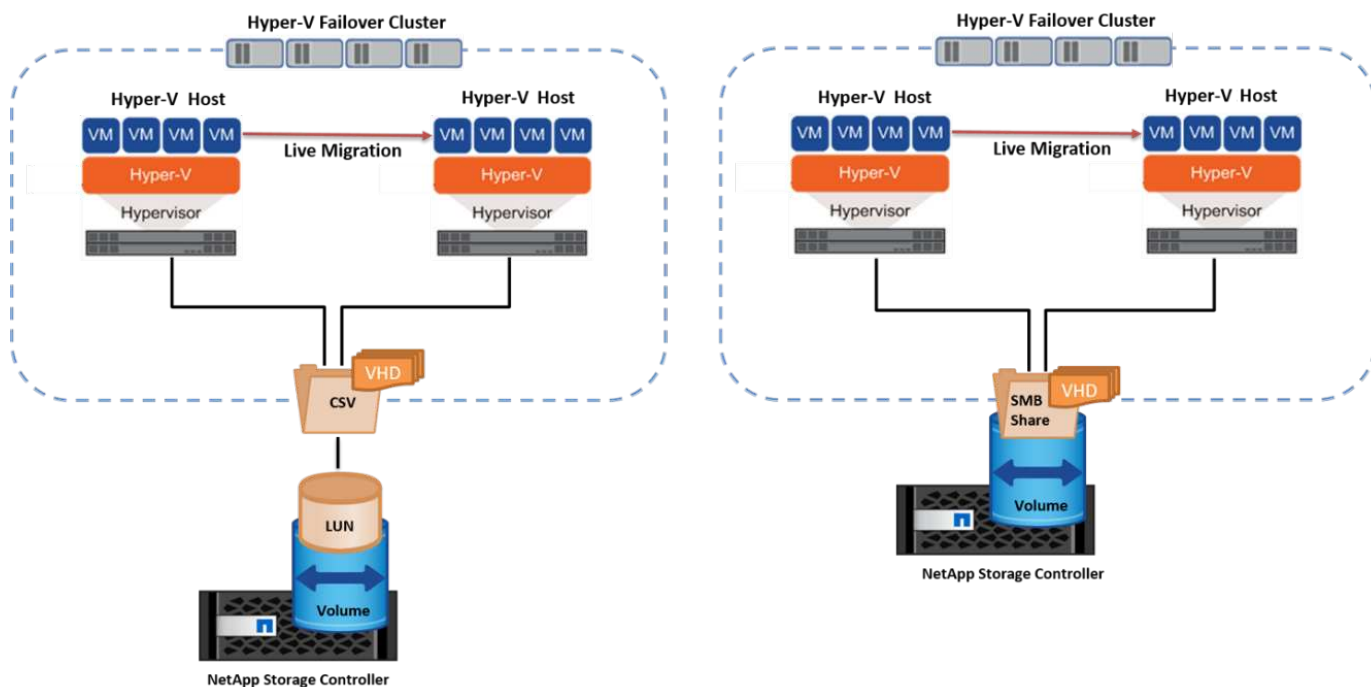 Hyper-V Failover Cluster
Hyper-V Host
Hyper-V Host
VM VM VM VM
VM VM VM VM
Live Migration
Hyper-V
Hyper-V
Hypervisor
Hypervisor
VHD
CSV
LUN
Volume
NetApp Storage Controller
Hyper-V Failover Cluster
Hyper-V Host
Hyper-V Host
VM VM VM VM
VM VM VM VM
Live Migration
Hyper-V
Hyper-V
Hypervisor
Hypervisor
VHD
SMB
Share
Volume
NetApp Storage Controller